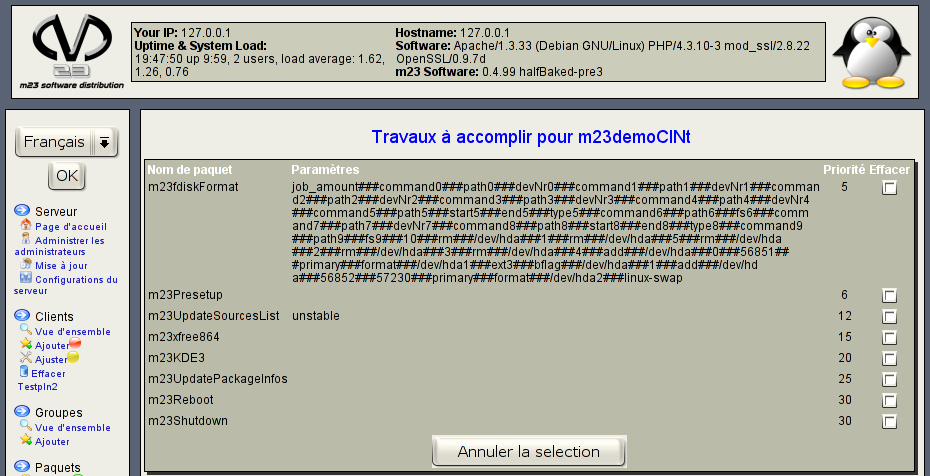 23
m23 software distribution
Your IP: 127.0.0.1
Uptime & System Load:
19:47:50 up 9:59, 2 users, load average: 1.62,
1.26, 0.76
Hostname: 127.0.0.1
Software: Apache/1.3.33 (Debian GNU/Linux) PHP/4.3.10-3 mod_ssl/2.8.22
OpenSSL/0.9.7d
m23 Software: 0.4.99 halfBaked-pre3
Français
OK
Serveur
Page d'accueil
Administrer les
administrateurs
Mise à jour
Configurations du
serveur
Clients
Vue d'ensemble
Ajouter
Ajuster
Effacer
Testpln2
Groupes
Vue d'ensemble
Ajouter
Paquets
Travaux à accomplir pour m23demoClNt
Nom de paquet Paramètres Priorité Effacer
m23fdiskFormat job_amount###command0###path0###devNr0###command1###path1###devNr1###comman 5
d2###path2###devNr2###command3###path3###devNr3###command4###path4###devNr4
###command5###path5###start5###end5###type5###command6###path6###fs6###comm
and7###path7###devNr7###command8###path8###start8###end8###type8###command9
###path9###fs9###10###rm###/dev/hda###1###rm###/dev/hda###5###rm###/dev/hda
###2###rm###/dev/hda###3###rm###/dev/hda###4###add###/dev/hda###0###56851##
#primary###format###/dev/hda1###ext3###bflag###/dev/hda###1###add###/dev/hd
a###56852###57230###primary###format###/dev/hda2###linux-swap
m23Presetup 6
m23UpdateSourcesList unstable 12
m23xfree864 15
m23KDE3 20
m23UpdatePackageInfos 25
m23Reboot 30
m23Shutdown 30
Annuler la selection